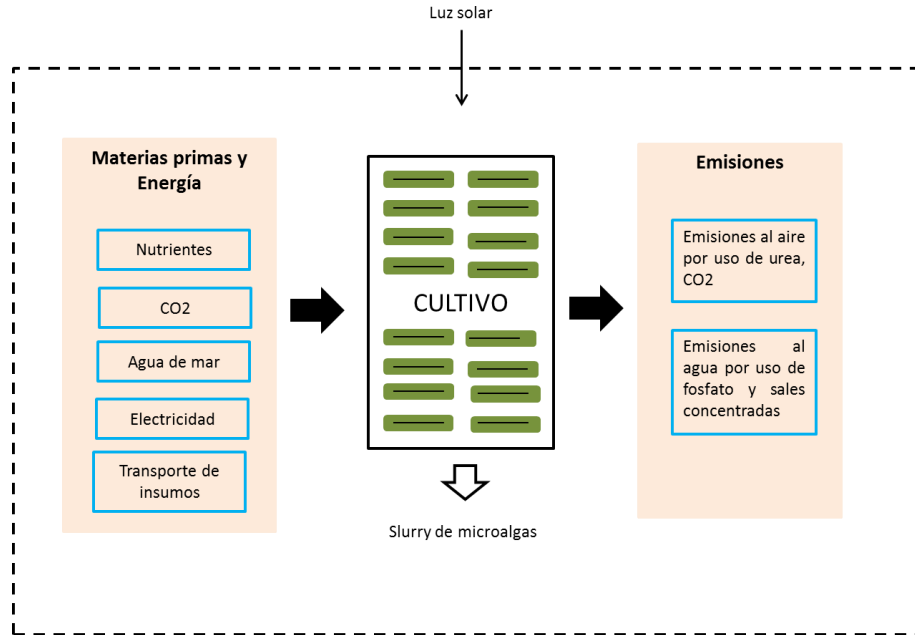 Luz solar
Materias primas y
Energía
Nutrientes
CO2
Agua de mar
Electricidad
Transporte de
insumos
CULTIVO
Slurry de microalgas
Emisiones
Emisiones al aire
por uso de urea,
CO2
Emisiones al
agua por uso de
fosfato y sales
concentradas